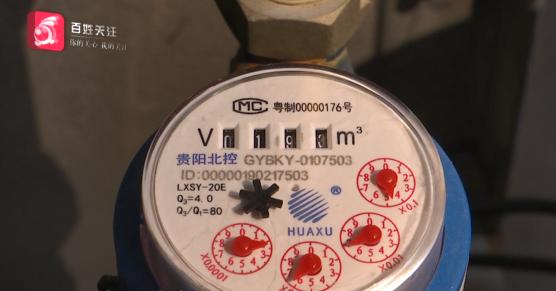 百姓关注
你的关心·我的关注
CMC 粤制00000176号
V m³
贵阳北控 GYBKY-0107503
ID:00000190217503
LXSY-20E
Q₃=4.0
Q₃/Q₁=80
®
HUAXU
X0.1
X0.01
X0.0001